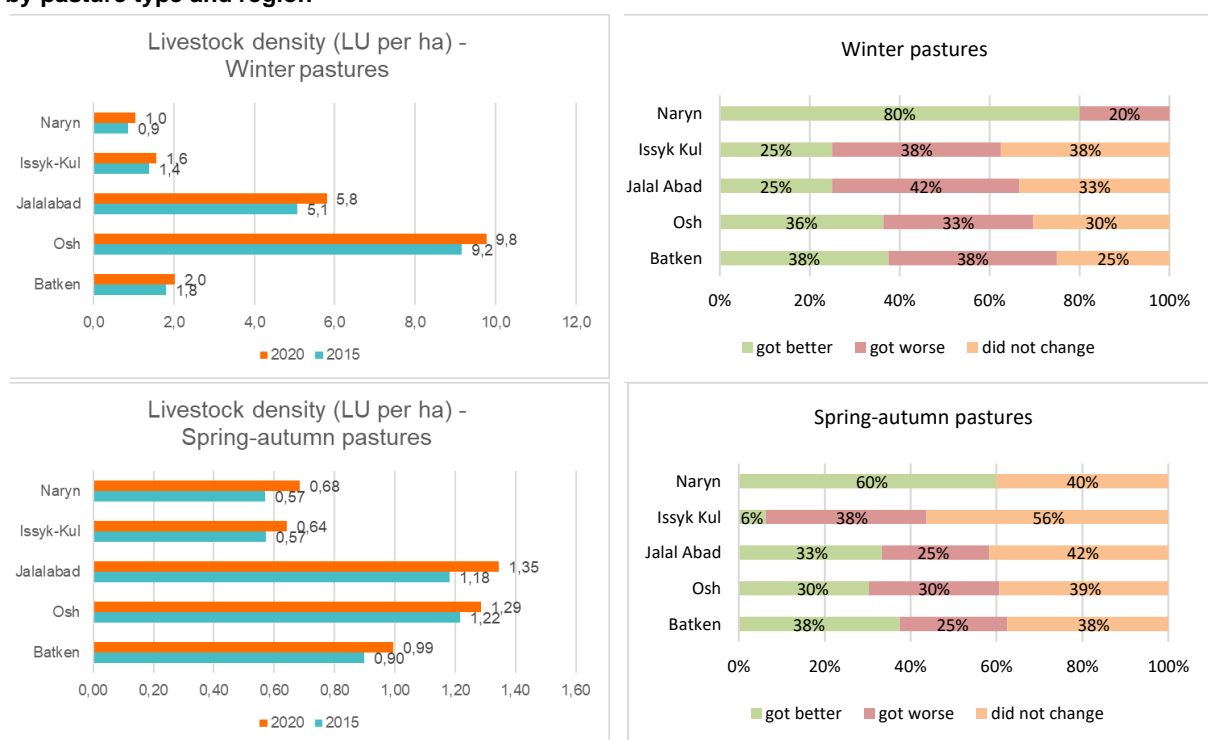 by pasture type and region
Livestock density (LU per ha) -
Winter pastures
Naryn
1,0
0,9
Issyk-Kul
1,6
1,4
Jalalabad
5,8
5,1
Osh
9,8
9,2
Batken
2,0
1,8
0,0 2,0 4,0 6,0 8,0 10,0 12,0
2020 2015
Winter pastures
Naryn 80% 20%
Issyk Kul 25% 38% 38%
Jalal Abad 25% 42% 33%
Osh 36% 33% 30%
Batken 38% 38% 25%
0% 20% 40% 60% 80% 100%
got better got worse did not change
Livestock density (LU per ha) -
Spring-autumn pastures
Naryn
0,68
0,57
Issyk-Kul
0,64
0,57
Jalalabad
1,35
1,18
Osh
1,29
1,22
Batken
0,99
0,90
0,00 0,20 0,40 0,60 0,80 1,00 1,20 1,40 1,60
2020 2015
Spring-autumn pastures
Naryn 60% 40%
Issyk Kul 6% 38% 56%
Jalal Abad 33% 25% 42%
Osh 30% 30% 39%
Batken 38% 25% 38%
0% 20% 40% 60% 80% 100%
got better got worse did not change